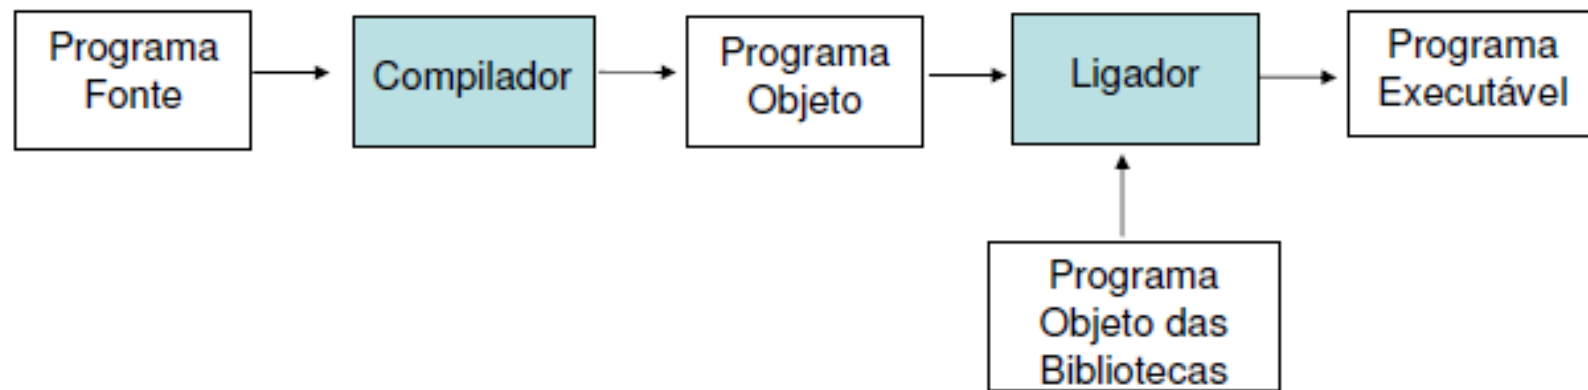 Programa
Fonte
Compilador
Programa
Objeto
Ligador
Programa
Executável
Programa
Objeto das
Bibliotecas